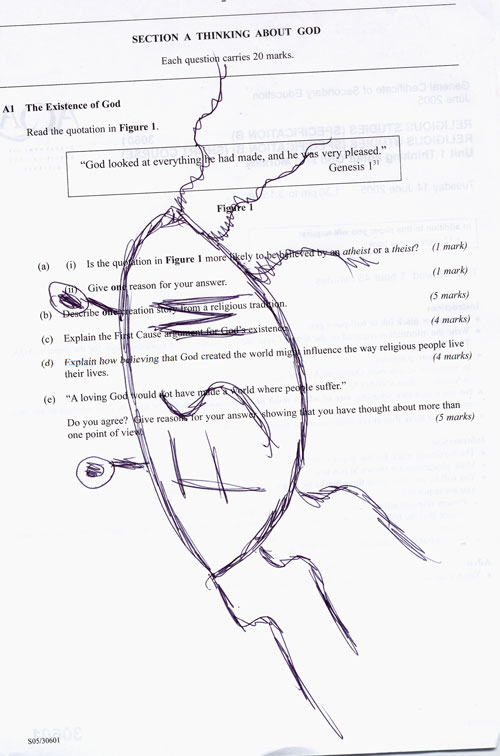 SECTION A THINKING ABOUT GOD
Each question carries 20 marks.
A1 The Existence of God
Read the quotation in Figure 1.
“God looked at everything he had made, and he was very pleased.”
Genesis 1³¹
Figure 1
(a) (i) Is the quotation in Figure 1 more likely to be believed by an atheist or a theist? (1 mark)
(ii) Give one reason for your answer. (1 mark)
(b) Describe one creation story from a religious tradition. (5 marks)
(c) Explain the First Cause argument for God's existence. (4 marks)
(d) Explain how believing that God created the world might influence the way religious people live
their lives. (4 marks)
(e) “A loving God would not have made a world where people suffer.”
Do you agree? Give reasons for your answer, showing that you have thought about more than
one point of view. (5 marks)
S05/30601